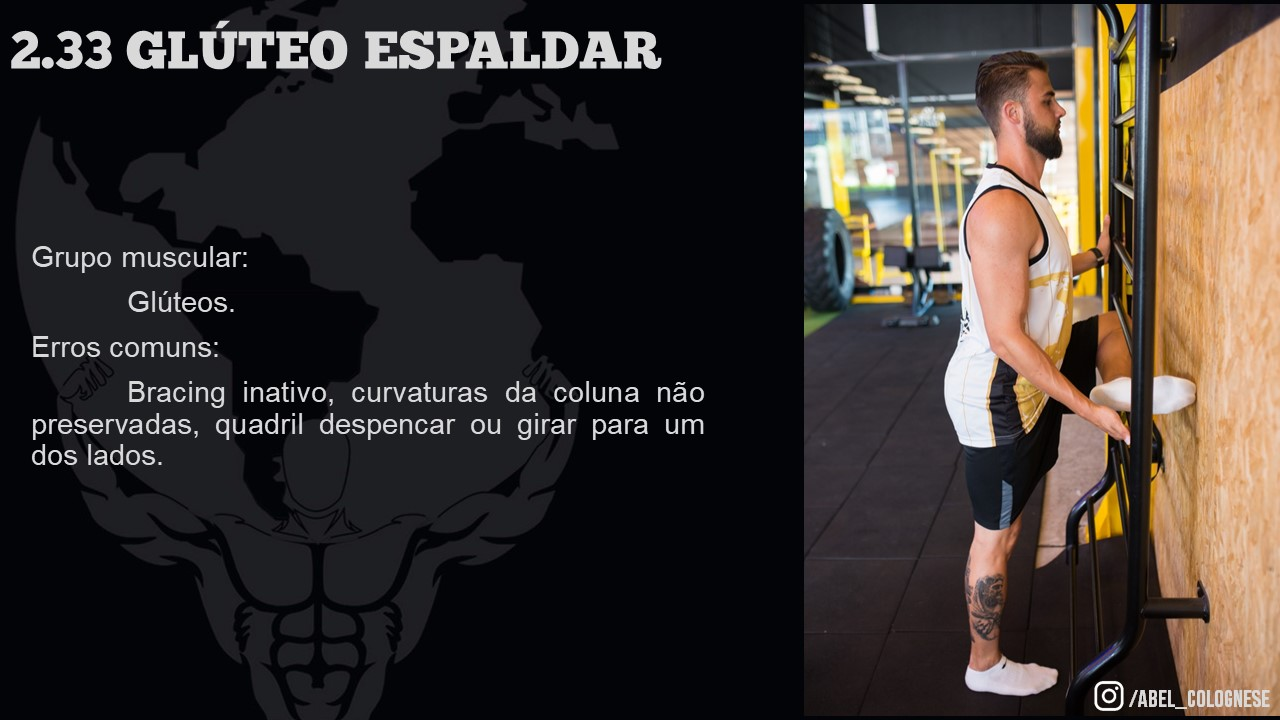 2.33 GLÚTEO ESPALDAR
Grupo muscular:
Glúteos.
Erros comuns:
Bracing inativo, curvaturas da coluna não
preservadas, quadril despencar ou girar para um
dos lados.
/ABEL_COLOGNESE